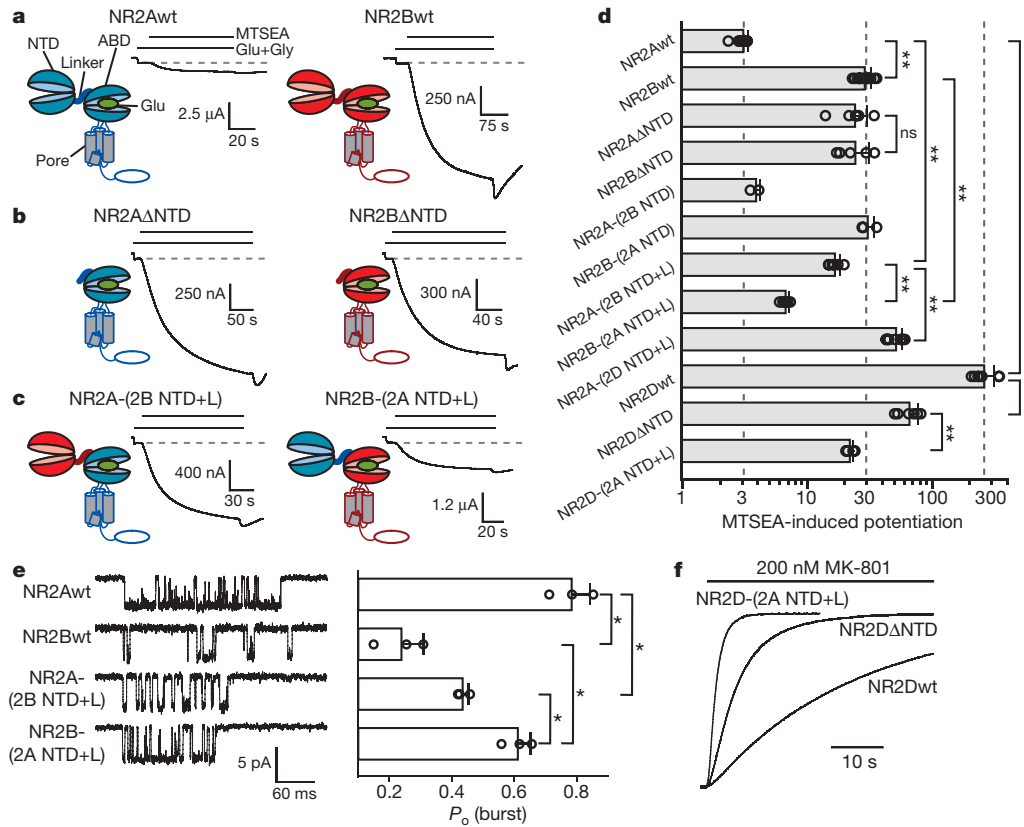 a
NR2Awt
NTD
ABD
Linker
Glu
Pore
MTSEA
Glu+Gly
2.5 µA
20 s
NR2Bwt
250 nA
75 s
b
NR2AΔNTD
250 nA
50 s
NR2BΔNTD
300 nA
40 s
c
NR2A-(2B NTD+L)
400 nA
30 s
NR2B-(2A NTD+L)
1.2 µA
20 s
d
NR2Awt
NR2Bwt
NR2AΔNTD
NR2BΔNTD
NR2A-(2B NTD)
NR2B-(2A NTD)
NR2A-(2B NTD+L)
NR2B-(2A NTD+L)
NR2A-(2D NTD+L)
NR2Dwt
NR2DΔNTD
NR2D-(2A NTD+L)
**
ns
**
**
**
**
**
1 3 10 30 100 300
MTSEA-induced potentiation
e
NR2Awt
NR2Bwt
NR2A-
(2B NTD+L)
NR2B-
(2A NTD+L)
5 pA
60 ms
*
*
*
*
0.2 0.4 0.6 0.8
Po (burst)
f
200 nM MK-801
NR2D-(2A NTD+L)
NR2DΔNTD
NR2Dwt
10 s